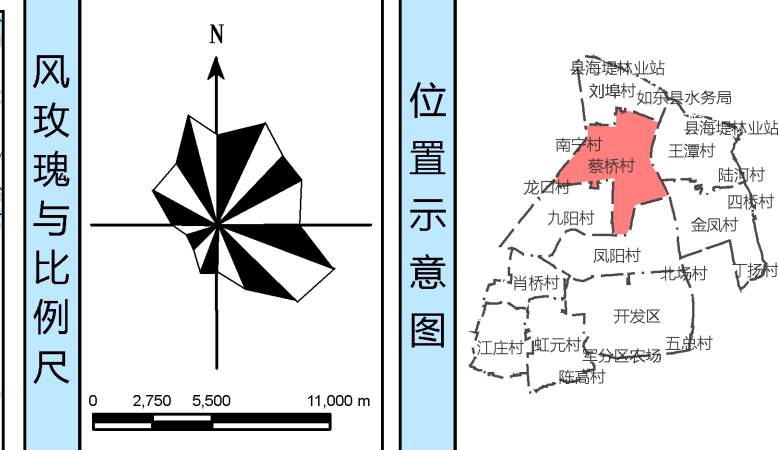 风玫瑰与比例尺
N
0 2,750 5,500 11,000 m
位置示意图
县海堤林业站
刘埠村
如东县水务局
县海堤林业站
南宁村
王潭村
蔡桥村
陆河村
龙口村
四桥村
九阳村
金凤村
凤阳村
北场村
丁扬村
肖桥村
开发区
江庄村
虹元村
五总村
军分区农场
陈高村